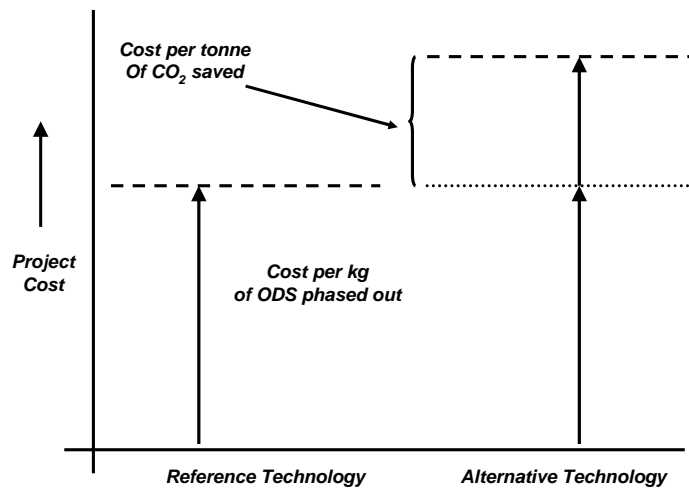 Cost per tonne
Of CO₂ saved
Project
Cost
Cost per kg
of ODS phased out
Reference Technology
Alternative Technology